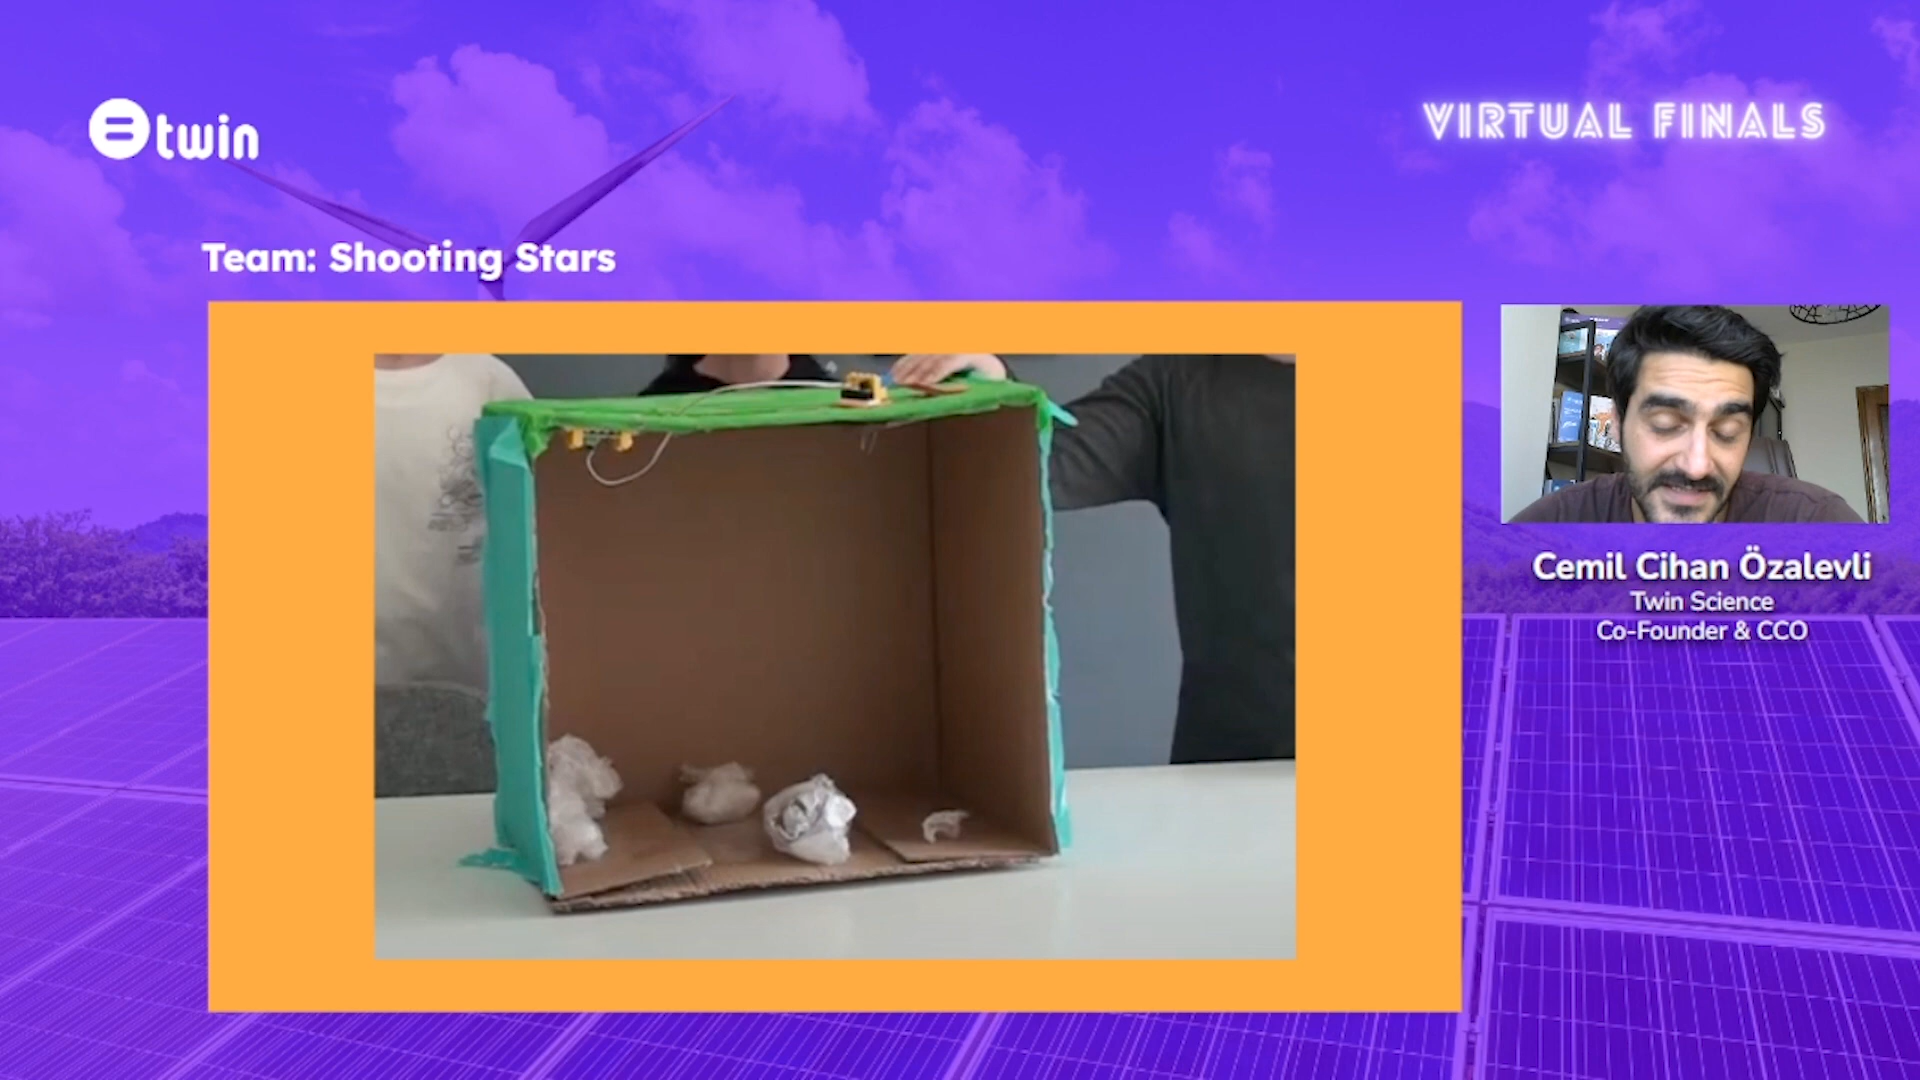 twin
VIRTUAL FINALS
Team: Shooting Stars
Cemil Cihan Özalevli
Twin Science
Co-Founder & CCO